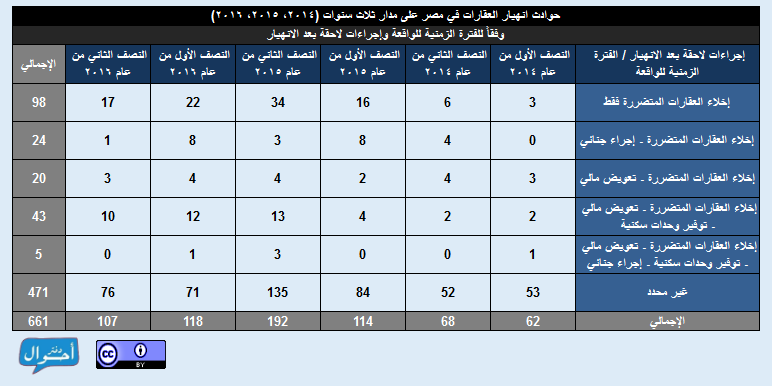 حوادث انهيار العقارات في مصر على مدار ثلاث سنوات (٢٠١٤، ٢٠١٥، ٢٠١٦)
وفقاً للفترة الزمنية للواقعة وإجراءات لاحقة بعد الانهيار
إجراءات لاحقة بعد الانهيار / الفترة الزمنية للواقعة النصف الأول من عام ٢٠١٤ النصف الثاني من عام ٢٠١٤ النصف الأول من عام ٢٠١٥ النصف الثاني من عام ٢٠١٥ النصف الأول من عام ٢٠١٦ النصف الثاني من عام ٢٠١٦ الإجمالي
إخلاء العقارات المتضررة فقط 3 6 16 34 22 17 98
إخلاء العقارات المتضررة - إجراء جنائي 0 4 8 3 8 1 24
إخلاء العقارات المتضررة - تعويض مالي 3 4 2 4 4 3 20
إخلاء العقارات المتضررة - تعويض مالي - توفير وحدات سكنية 2 2 4 13 12 10 43
إخلاء العقارات المتضررة - تعويض مالي - توفير وحدات سكنية - إجراء جنائي 1 0 0 3 1 0 5
غير محدد 53 52 84 135 71 76 471
الإجمالي 62 68 114 192 118 107 661
دفتر أحوال
cc BY